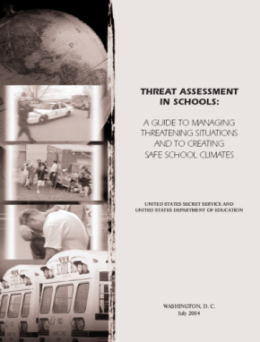 THREAT ASSESSMENT
IN SCHOOLS:
A GUIDE TO MANAGING
THREATENING SITUATIONS
AND TO CREATING
SAFE SCHOOL CLIMATES
UNITED STATES SECRET SERVICE AND
UNITED STATES DEPARTMENT OF EDUCATION
WASHINGTON, D. C.
July 2004